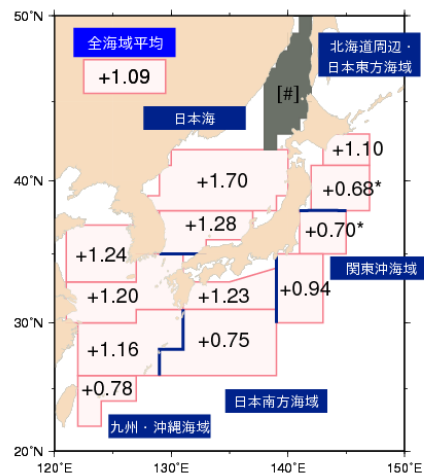 50°N
40°N
30°N
20°N
全海域平均
+1.09
北海道周辺・
日本東方海域
[#]
日本海
+1.10
+1.70
+0.68*
+1.28
+0.70*
+1.24
関東沖海域
+1.20
+1.23
+0.94
+1.16
+0.75
+0.78
日本南方海域
九州・沖縄海域
120°E
130°E
140°E
150°E